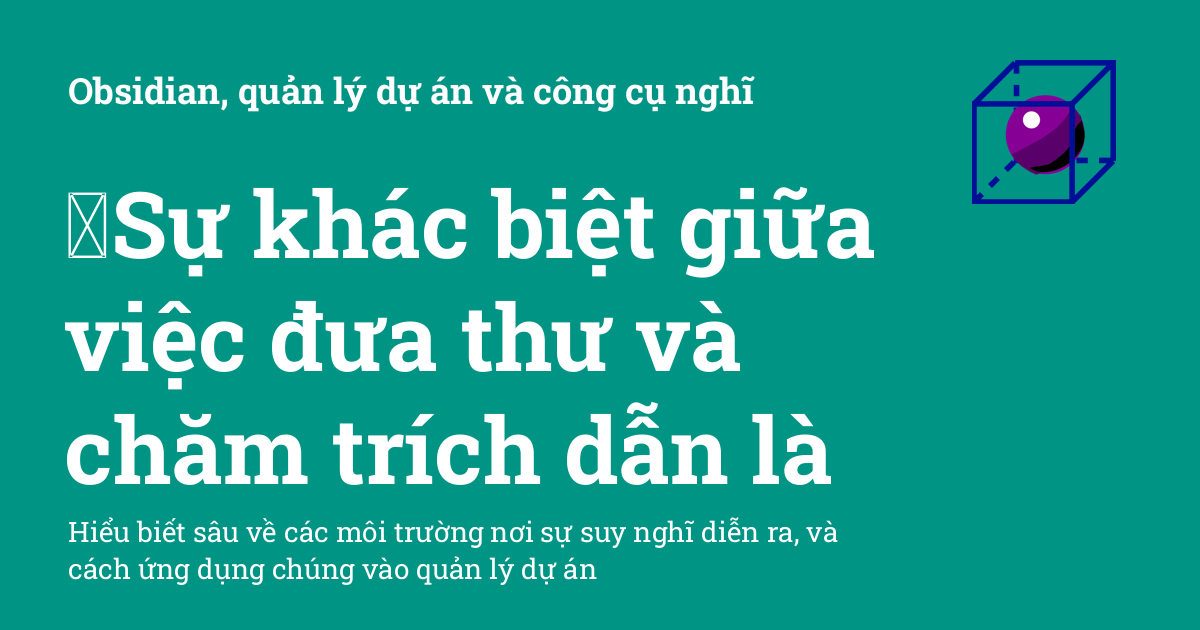 Obsidian, quản lý dự án và công cụ nghĩ
Sự khác biệt giữa
việc đưa thư và
chăm trích dẫn là
Hiểu biết sâu về các môi trường nơi sự suy nghĩ diễn ra, và
cách ứng dụng chúng vào quản lý dự án